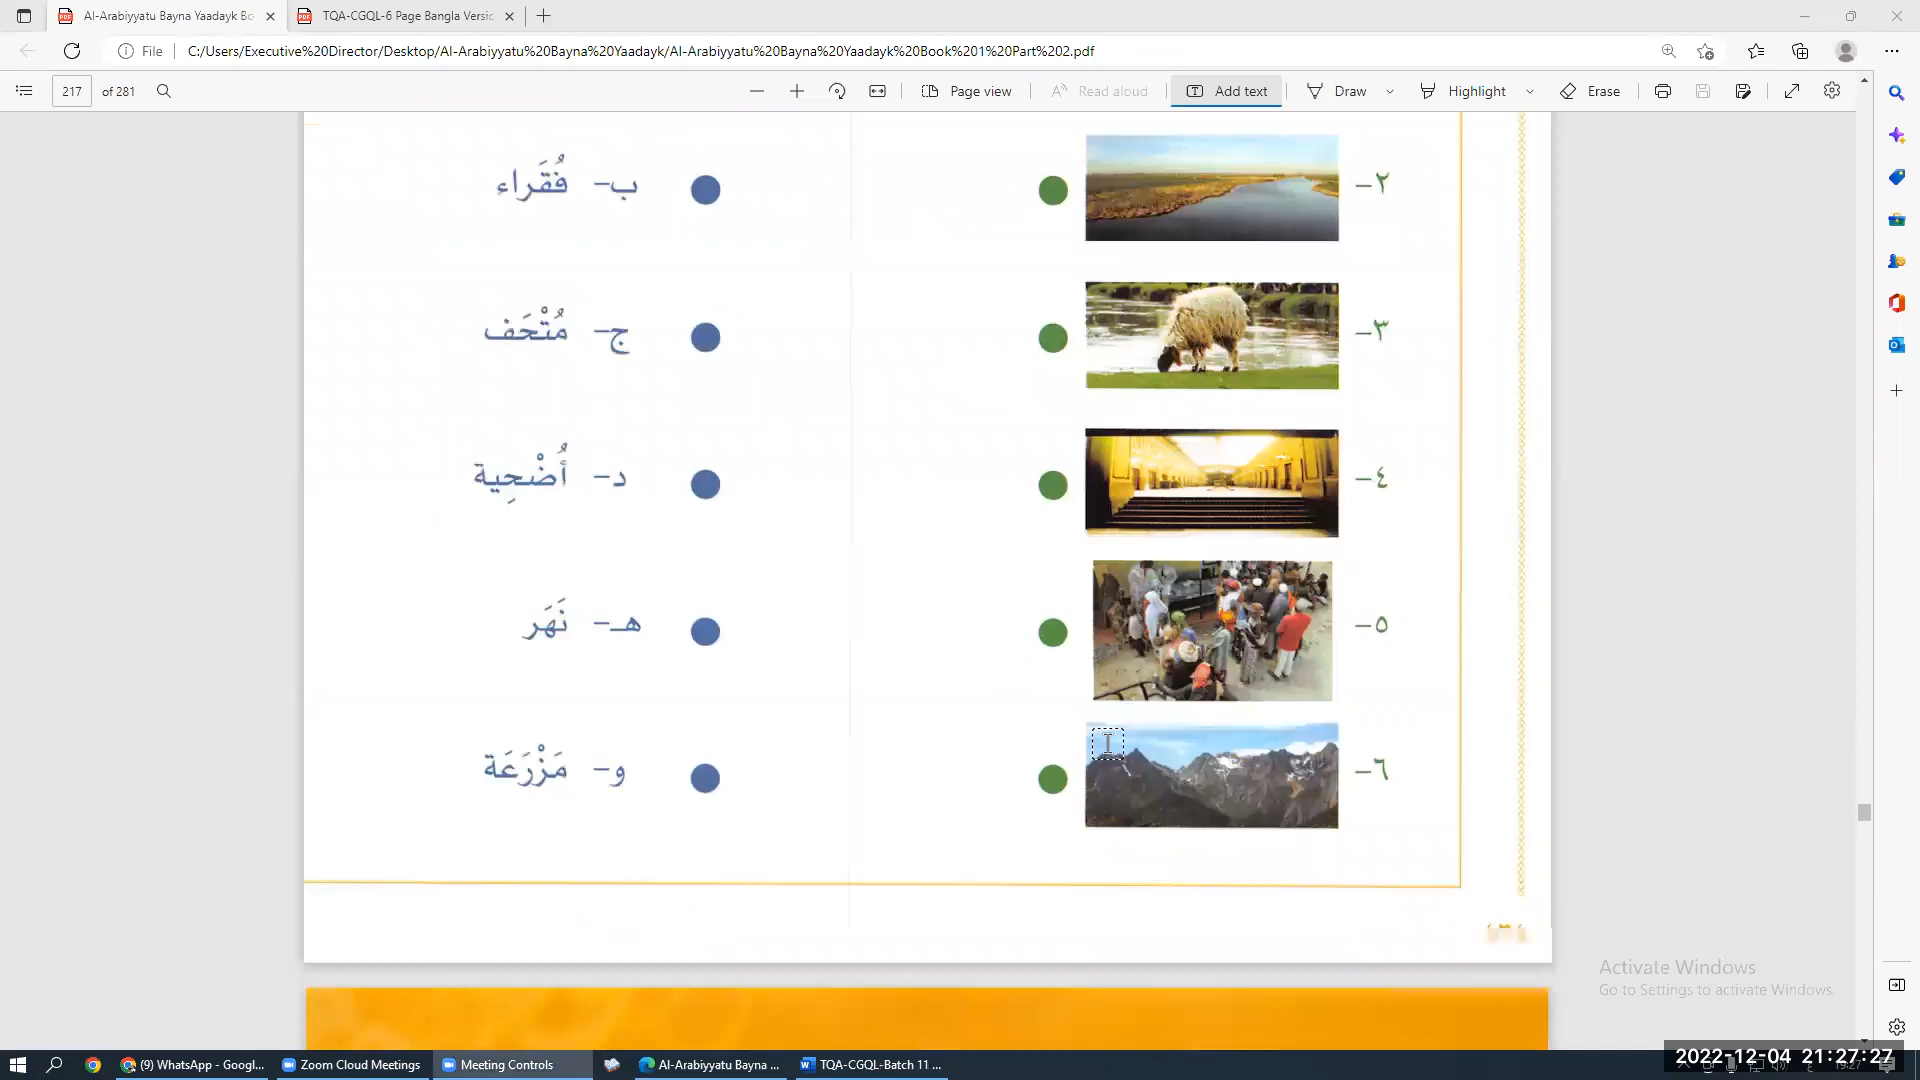 Al-Arabiyyatu Bayna Yaadayk Bo
TQA-CGQL-6 Page Bangla Versic
File
C:/Users/Executive%20Director/Desktop/Al-Arabiyyatu%20Bayna%20Yaadayk/Al-Arabiyyatu%20Bayna%20Yaadayk%20Book%201%20Part%202.pdf
217 of 281
Page view
Read aloud
Add text
Draw
Highlight
Erase
٢-
ب- فُقَراء
٣-
ج- مُتْحَف
٤-
د- أُضْحِية
٥-
هـ- نَهَر
٦-
و- مَزْرَعَة
Activate Windows
Go to Settings to activate Windows.
(9) WhatsApp - Googl...
Zoom Cloud Meetings
Meeting Controls
Al-Arabiyyatu Bayna ...
TQA-CGQL-Batch 11 ...
2022-12-04 21:27:27